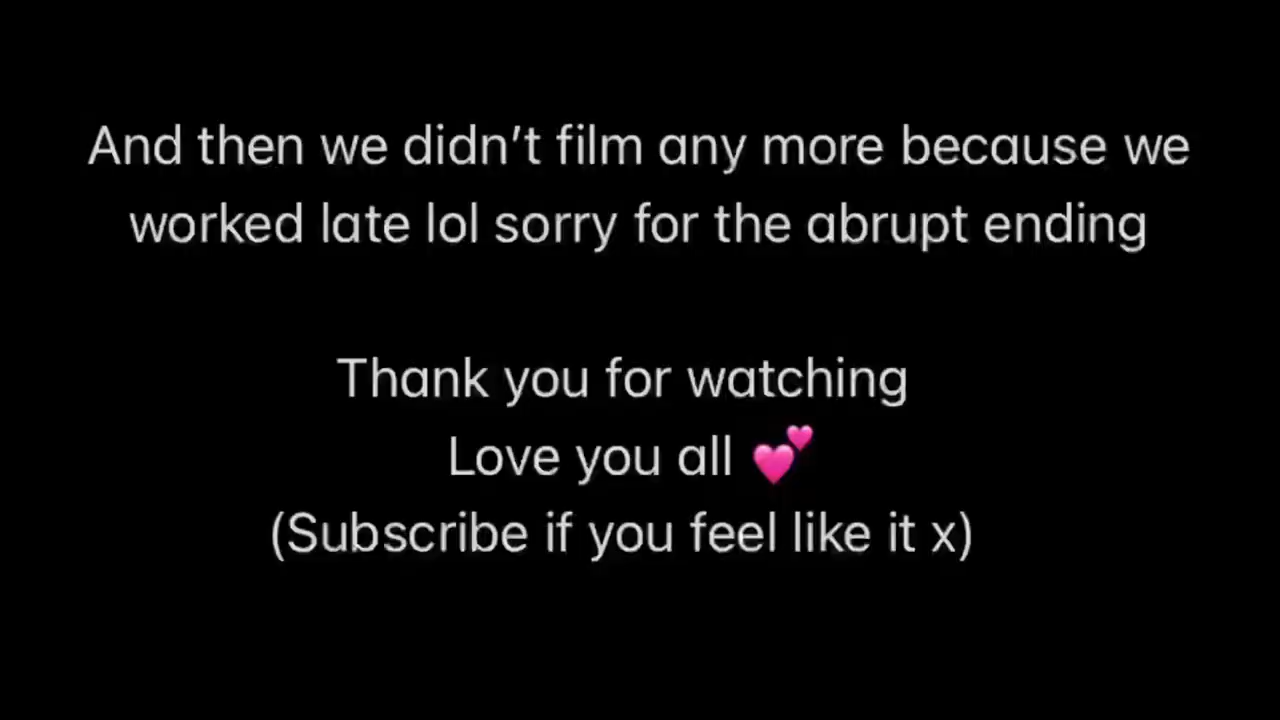 And then we didn’t film any more because we
worked late lol sorry for the abrupt ending
Thank you for watching
Love you all 💕
(Subscribe if you feel like it x)